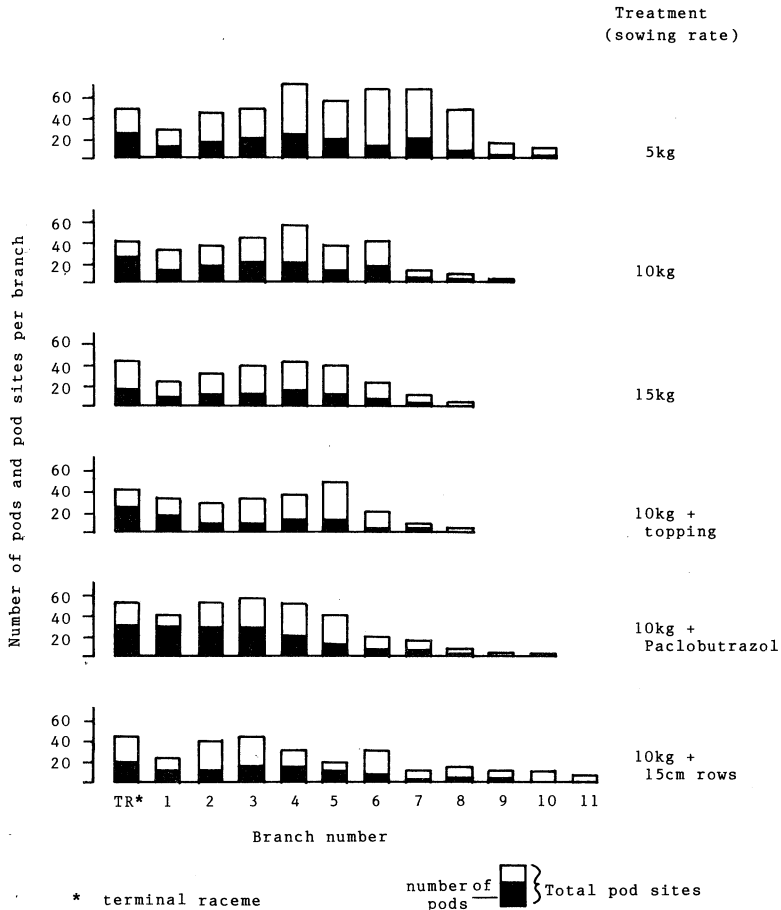 Treatment
(sowing rate)
60
40
20
5kg
60
40
20
10kg
60
40
20
15kg
60
40
20
10kg +
topping
60
40
20
10kg +
Paclobutrazol
60
40
20
10kg +
15cm rows
Number of pods and pod sites per branch
TR* 1 2 3 4 5 6 7 8 9 10 11
Branch number
* terminal raceme
number of
pods
Total pod sites